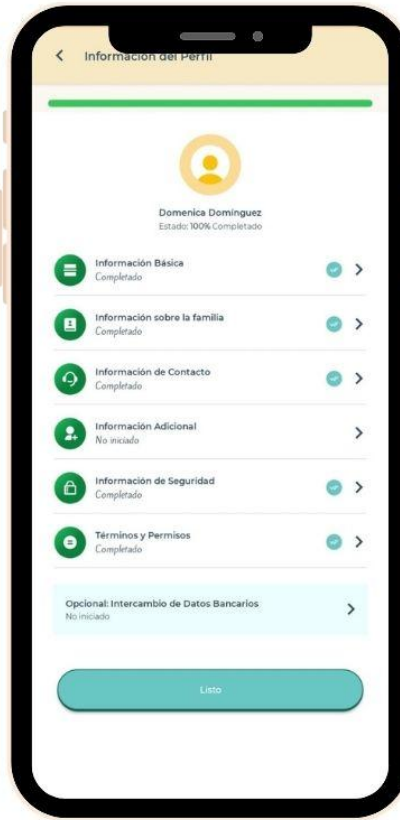 Información del Perfil
Domenica Domínguez
Estado: 100% Completado
Información Básica
Completado
Información sobre la familia
Completado
Información de Contacto
Completado
Información Adicional
No iniciado
Información de Seguridad
Completado
Términos y Permisos
Completado
Opcional: Intercambio de Datos Bancarios
No iniciado
Listo